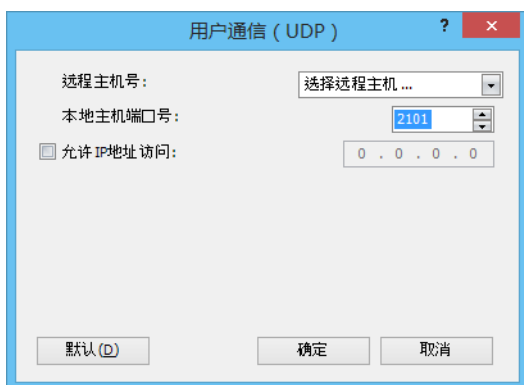 用户通信（UDP）
远程主机号: 选择远程主机 ...
本地主机端口号: 2101
允许IP地址访问: 0 . 0 . 0 . 0
默认(D) 确定 取消